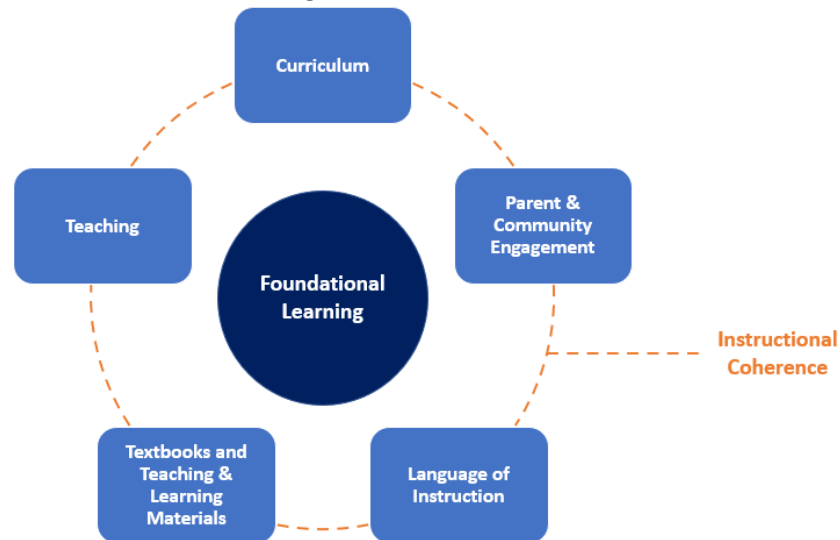 Curriculum
Teaching
Parent &
Community
Engagement
Foundational
Learning
Instructional
Coherence
Textbooks and
Teaching &
Learning
Materials
Language of
Instruction